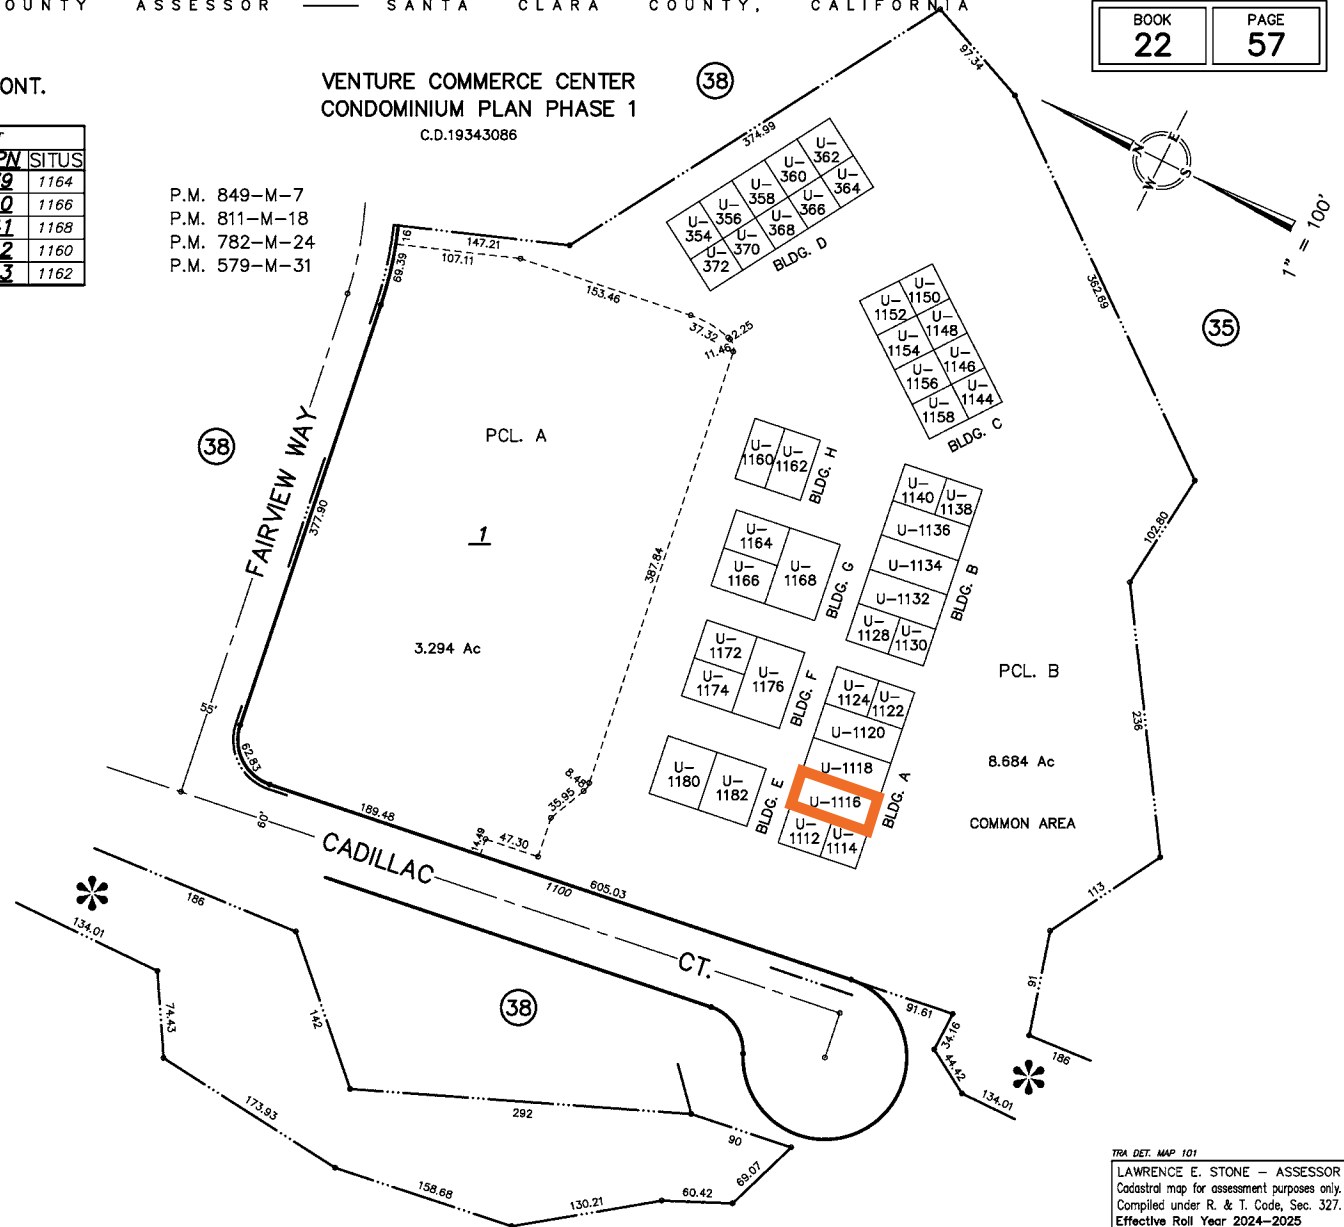 OUNTY ASSESSOR — SANTA CLARA COUNTY, CALIFORNIA
BOOK
22
PAGE
57
ONT.
PN SITUS
9 1164
0 1166
1 1168
2 1160
3 1162
VENTURE COMMERCE CENTER
CONDOMINIUM PLAN PHASE 1
C.D.19343086
P.M. 849-M-7
P.M. 811-M-18
P.M. 782-M-24
P.M. 579-M-31
38
97.34
374.99
N E
W S
1" = 100'
362.69
35
16
69.39
147.21
107.11
153.46
37.32
2.25
11.46
U-354
U-356
U-358
U-360
U-362
U-372
U-370
U-368
U-366
U-364
BLDG. D
U-1152
U-1150
U-1154
U-1148
U-1156
U-1146
U-1158
U-1144
BLDG. C
38
FAIRVIEW WAY
377.90
PCL. A
1
3.294 Ac
387.84
U-1160
U-1162
BLDG. H
U-1164
U-1166
U-1168
BLDG. G
U-1140
U-1138
U-1136
U-1134
U-1132
U-1128
U-1130
BLDG. B
102.80
U-1172
U-1174
U-1176
BLDG. F
U-1124
U-1122
U-1120
U-1118
U-1116
U-1112
U-1114
BLDG. A
U-1180
U-1182
BLDG. E
PCL. B
8.684 Ac
COMMON AREA
236
55'
62.83
60'
189.48
8.48
35.95
14.49
47.30
CADILLAC
1100
605.03
CT.
113
91
186
91.61
34.16
44.42
134.01
186
134.01
74.43
142
38
173.93
292
90
69.07
158.68
130.21
60.42
TRA DET. MAP 101
LAWRENCE E. STONE - ASSESSOR
Cadastral map for assessment purposes only.
Compiled under R. & T. Code, Sec. 327.
Effective Roll Year 2024-2025